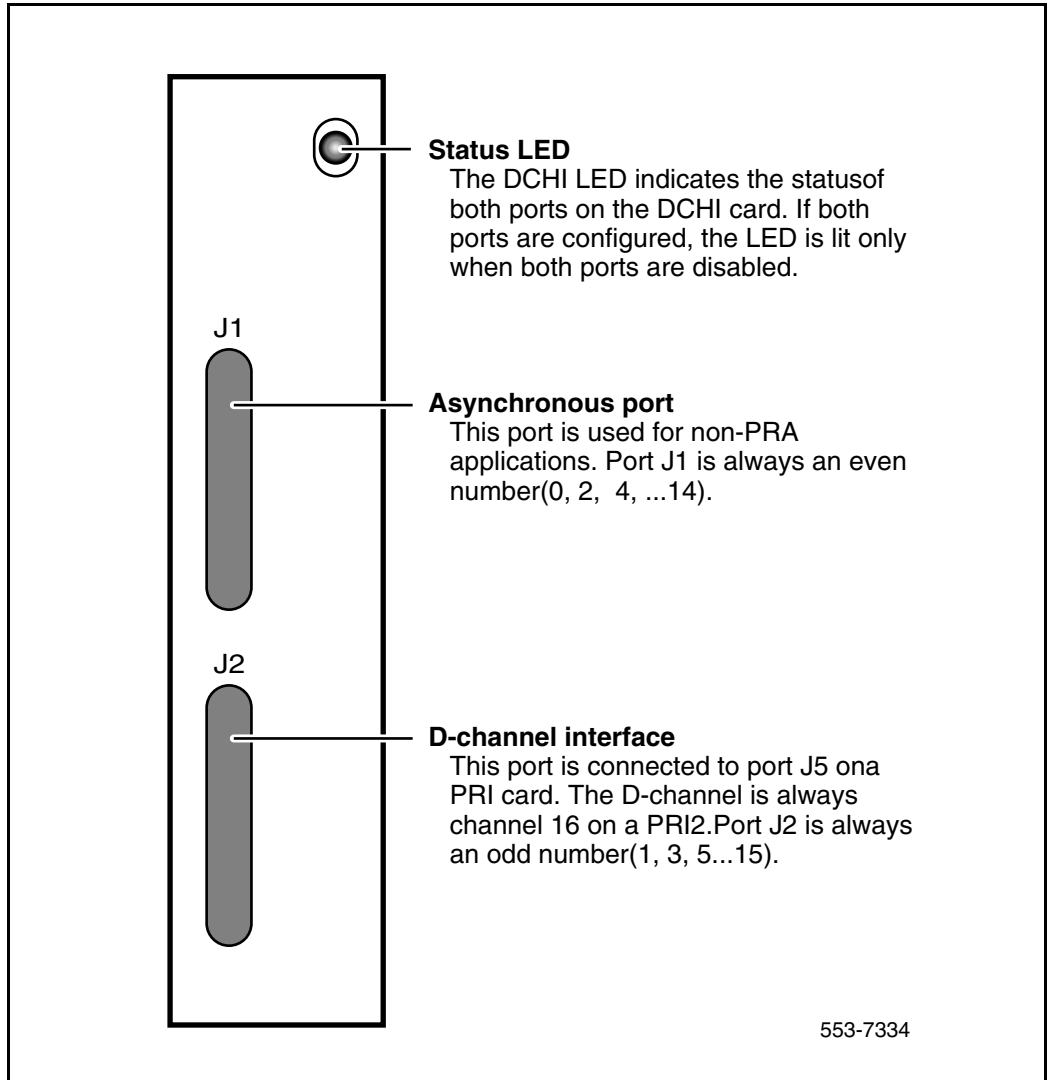 Status LED
The DCHI LED indicates the statusof
both ports on the DCHI card. If both
ports are configured, the LED is lit only
when both ports are disabled.
J1
Asynchronous port
This port is used for non-PRA
applications. Port J1 is always an even
number(0, 2,  4, ...14).
J2
D-channel interface
This port is connected to port J5 ona
PRI card. The D-channel is always
channel 16 on a PRI2.Port J2 is always
an odd number(1, 3, 5...15).
553-7334